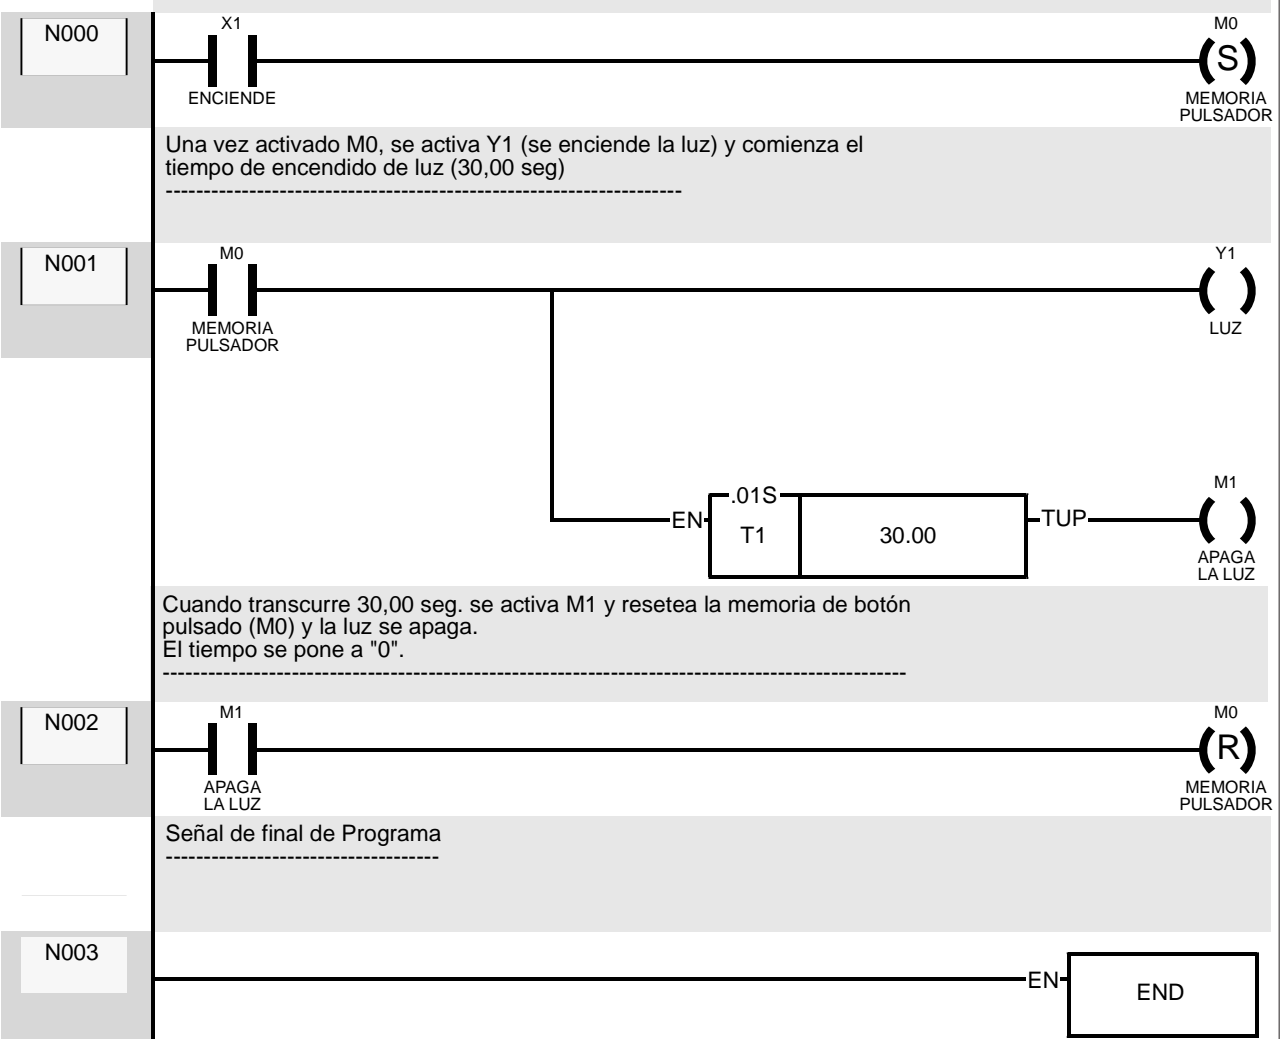 N000
X1
ENCIENDE
M0
S
MEMORIA
PULSADOR
Una vez activado M0, se activa Y1 (se enciende la luz) y comienza el
tiempo de encendido de luz (30,00 seg)
---------------------------------------------------------------------
N001
M0
MEMORIA
PULSADOR
Y1
LUZ
EN
.01S
T1
30.00
TUP
M1
APAGA
LA LUZ
Cuando transcurre 30,00 seg. se activa M1 y resetea la memoria de botón
pulsado (M0) y la luz se apaga.
El tiempo se pone a "0".
---------------------------------------------------------------------------------------------------
N002
M1
APAGA
LA LUZ
M0
R
MEMORIA
PULSADOR
Señal de final de Programa
------------------------------------
N003
EN
END